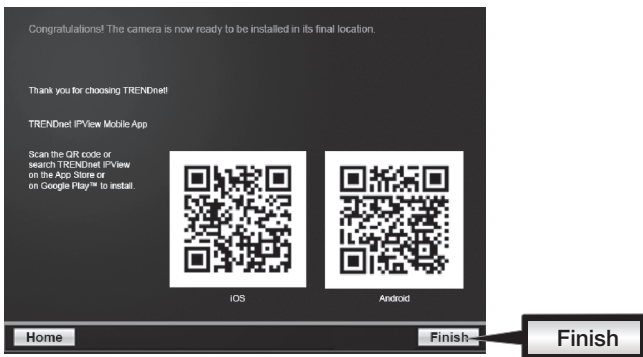 Congratulations! The camera is now ready to be installed in its final location.
Thank you for choosing TRENDnet!
TRENDnet IPView Mobile App
Scan the QR code or
search TRENDnet IPView
on the App Store or
on Google Play™ to install.
iOS
Android
Home
Finish
Finish